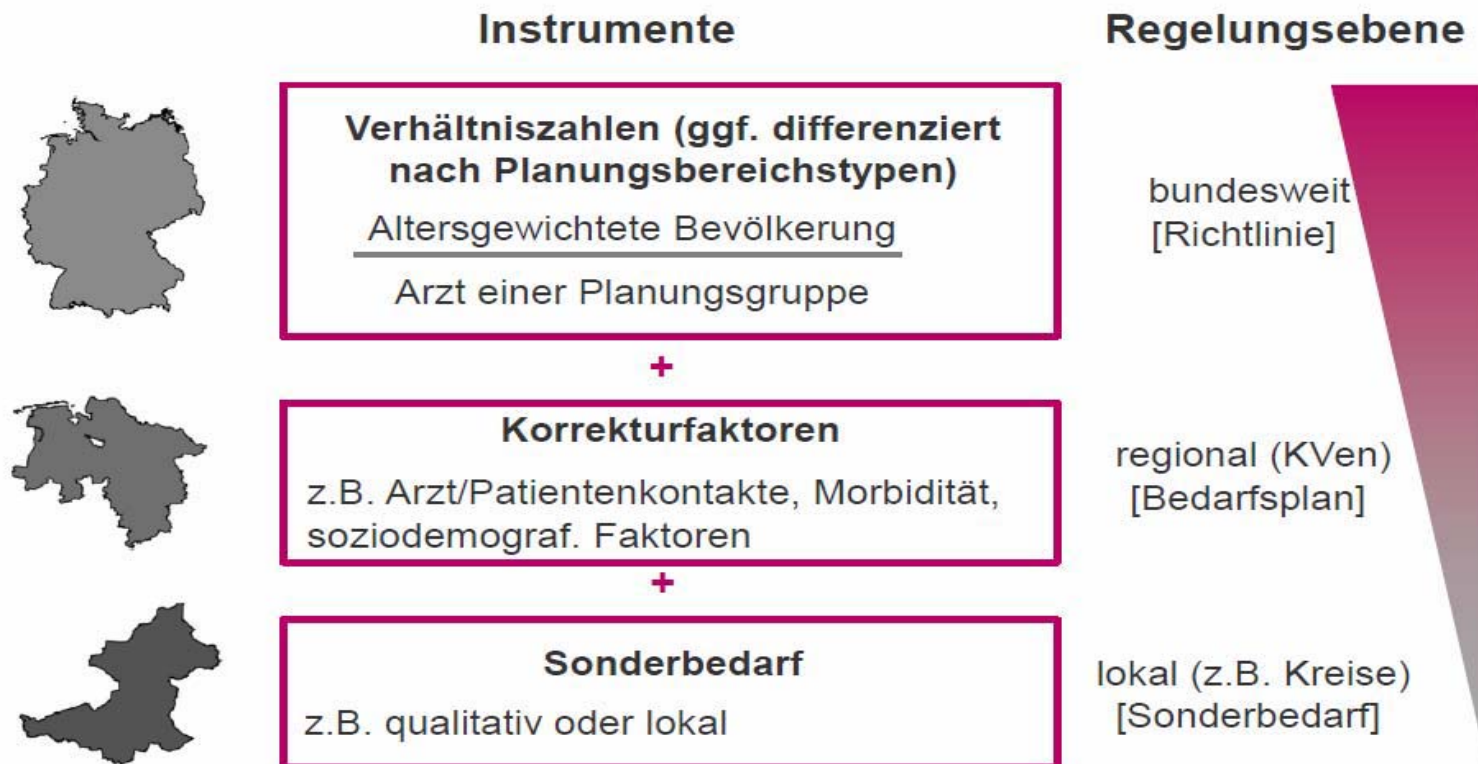 Instrumente
Regelungsebene
Verhältniszahlen (ggf. differenziert
nach Planungsbereichstypen)
Altersgewichtete Bevölkerung
Arzt einer Planungsgruppe
bundesweit
[Richtlinie]
+
Korrekturfaktoren
z.B. Arzt/Patientenkontakte, Morbidität,
soziodemograf. Faktoren
regional (KVen)
[Bedarfsplan]
+
Sonderbedarf
z.B. qualitativ oder lokal
lokal (z.B. Kreise)
[Sonderbedarf]